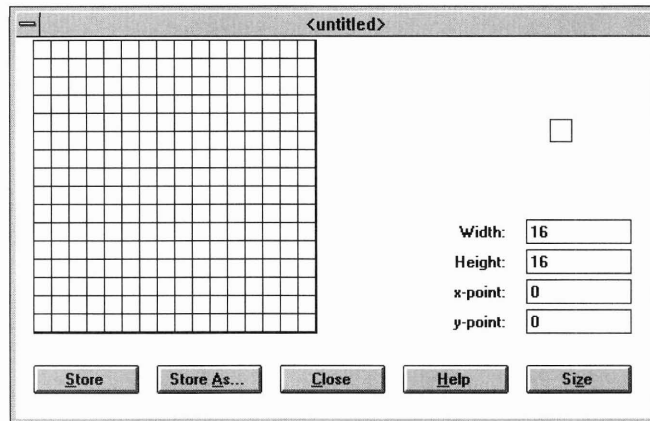 <untitled>
Width: 16
Height: 16
x-point: 0
y-point: 0
Store Store As... Close Help Size